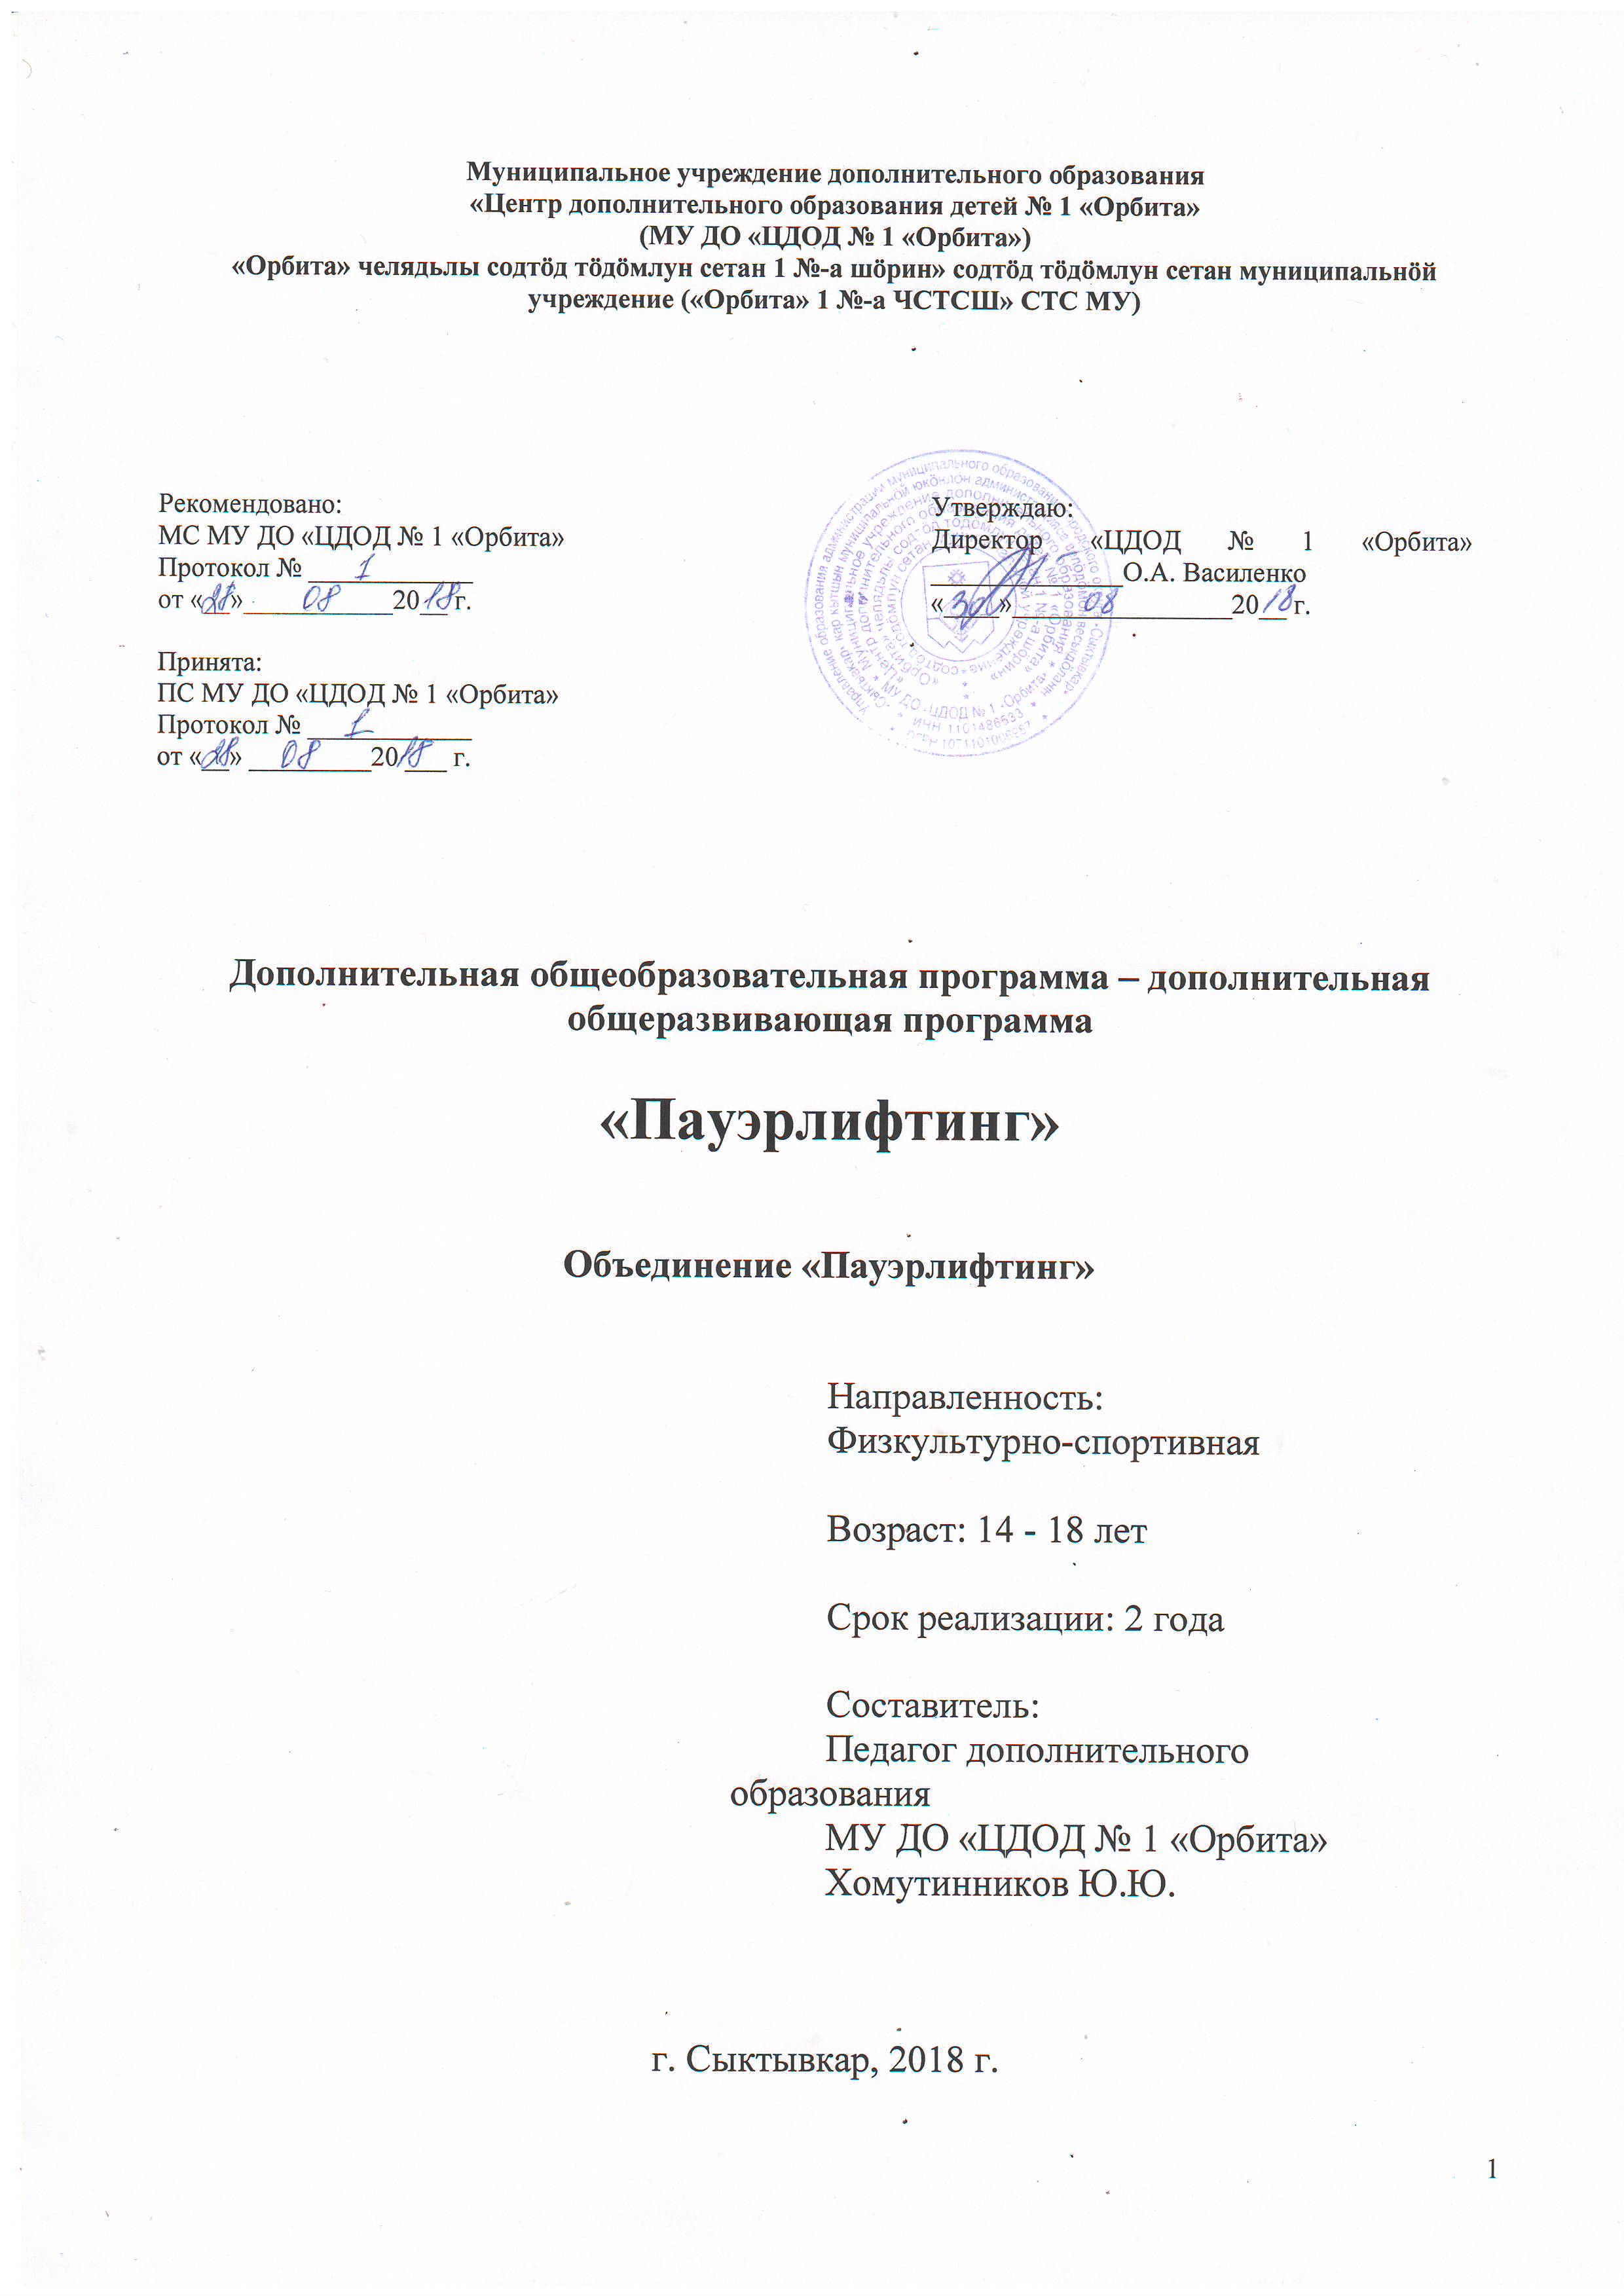 Муниципальное учреждение дополнительного образования
«Центр дополнительного образования детей № 1 «Орбита»
(МУ ДО «ЦДОД № 1 «Орбита»)
«Орбита» челядьлы содтӧд тӧдӧмлун сетан 1 №-а шӧрин» содтӧд тӧдӧмлун сетан муниципальнӧй
учреждение («Орбита» 1 №-а ЧСТСШ» СТС МУ)
Рекомендовано:
МС МУ ДО «ЦДОД № 1 «Орбита»
Протокол № 1
от «28» 08 2018 г.
Принята:
ПС МУ ДО «ЦДОД № 1 «Орбита»
Протокол № 1
от «28» 08 2018 г.
Утверждаю:
Директор «ЦДОД № 1 «Орбита»
О.А. Василенко
«30» 08 2018 г.
Дополнительная общеобразовательная программа – дополнительная
общеразвивающая программа
«Пауэрлифтинг»
Объединение «Пауэрлифтинг»
Направленность:
Физкультурно-спортивная
Возраст: 14 - 18 лет
Срок реализации: 2 года
Составитель:
Педагог дополнительного
образования
МУ ДО «ЦДОД № 1 «Орбита»
Хомутинников Ю.Ю.
г. Сыктывкар, 2018 г.
1